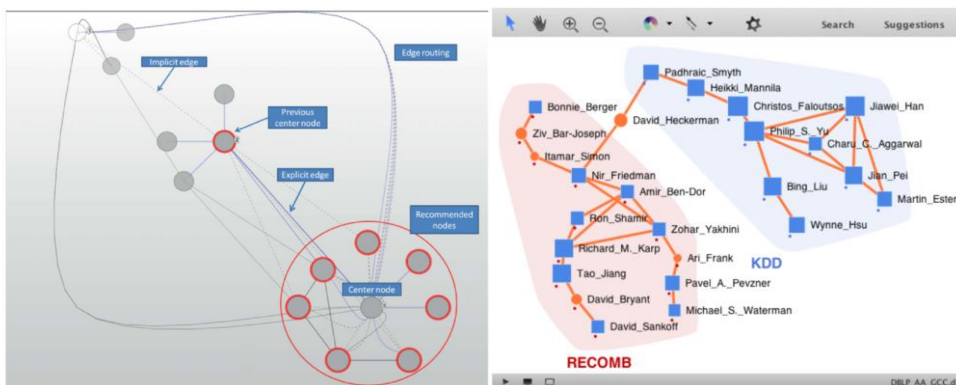 Edge routing
Implicit edge
Previous
center node
Explicit edge
Recommended
nodes
Center node
Search
Suggestions
Padhraic_Smyth
Heikki_Mannila
Bonnie_Berger
Christos_Faloutsos
Jiawei_Han
David_Heckerman
Ziv_Bar-Joseph
Philip_S._Yu
Charu_C._Aggarwal
Itamar_Simon
Nir_Friedman
Jian_Pei
Amir_Ben-Dor
Bing_Liu
Martin_Ester
Ron_Shamir
Zohar_Yakhini
Wynne_Hsu
Richard_M._Karp
Ari_Frank
KDD
Tao_Jiang
Pavel_A._Pevzner
David_Bryant
Michael_S._Waterman
David_Sankoff
RECOMB
DBLP_AA_GCC.d